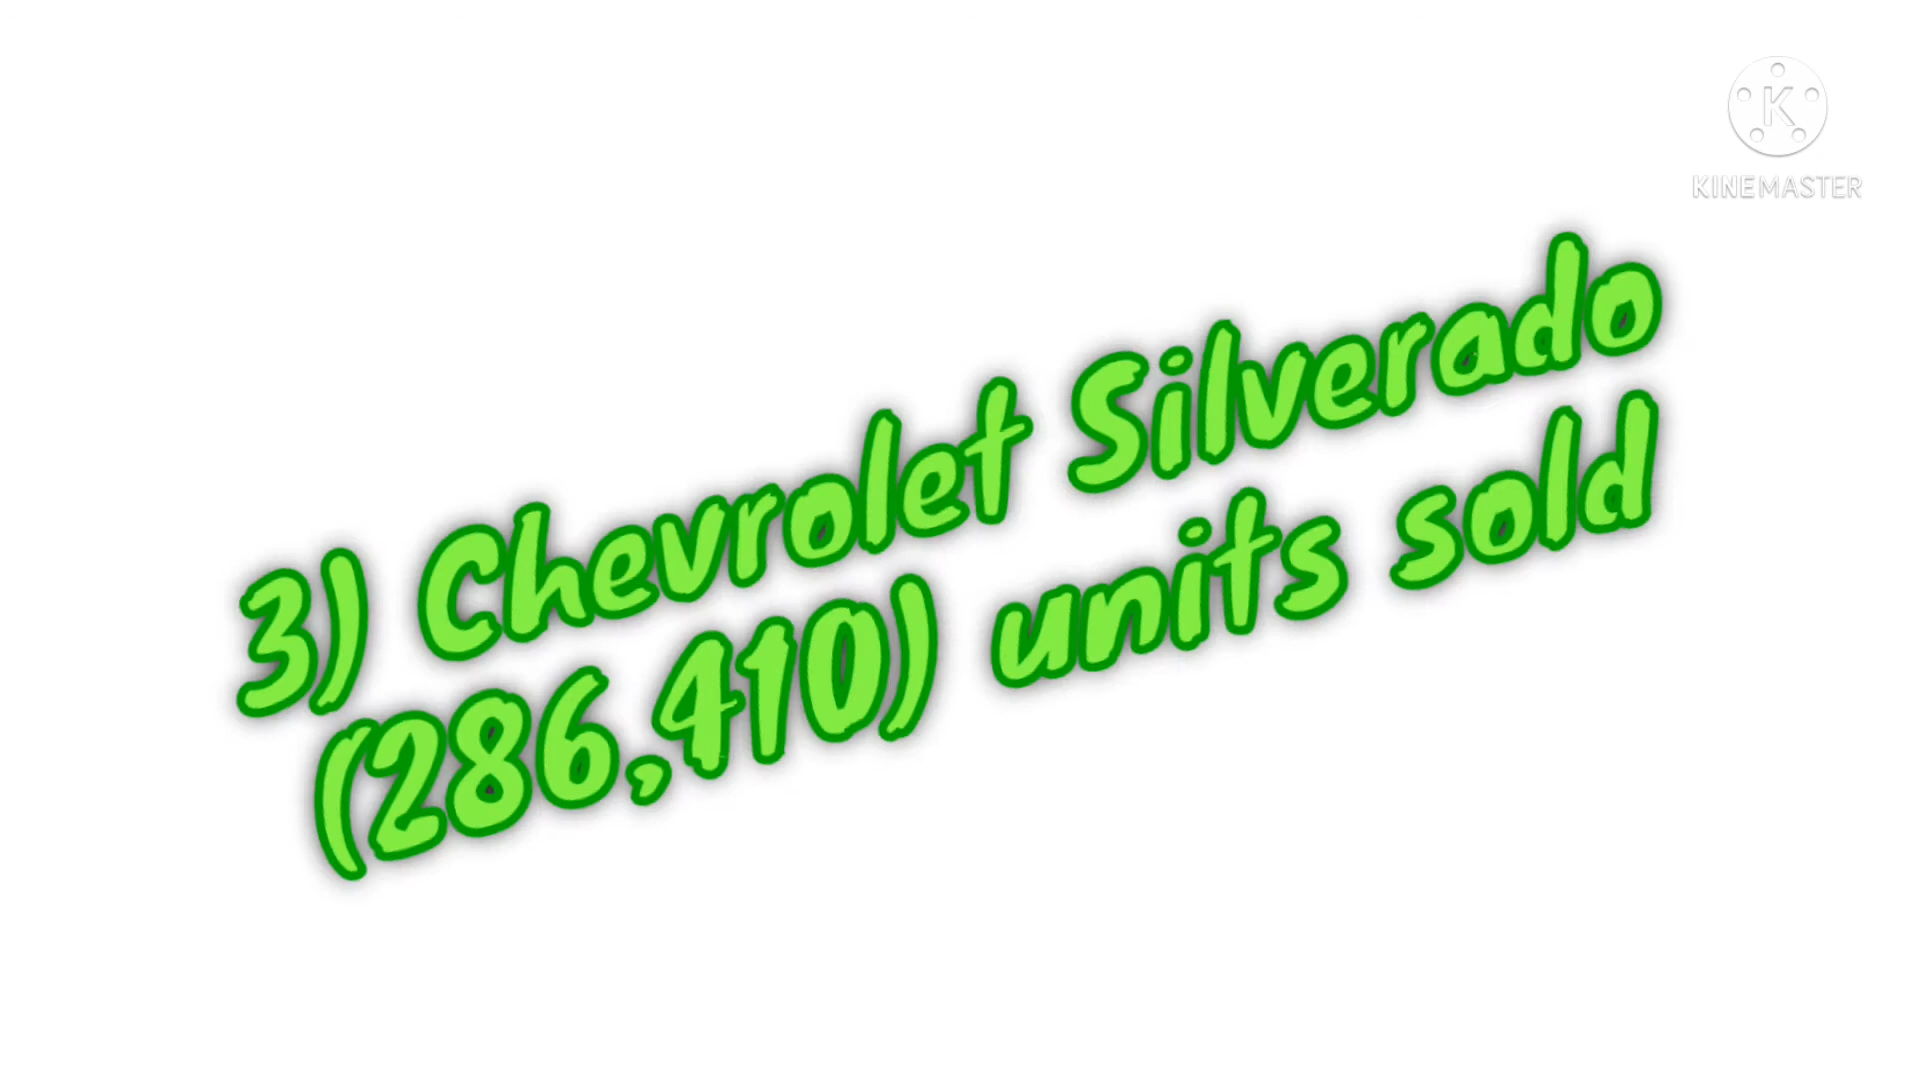 K
KINEMASTER
3) Chevrolet Silverado
(286,410) units sold